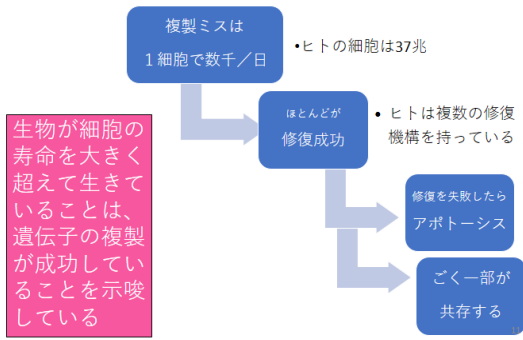 複製ミスは
１細胞で数千／日
•ヒトの細胞は37兆
ほとんどが
修復成功
• ヒトは複数の修復
機構を持っている
生物が細胞の
寿命を大きく
超えて生きて
いることは、
遺伝子の複製
が成功してい
ることを示唆
している
修復を失敗したら
アポトーシス
ごく一部が
共存する